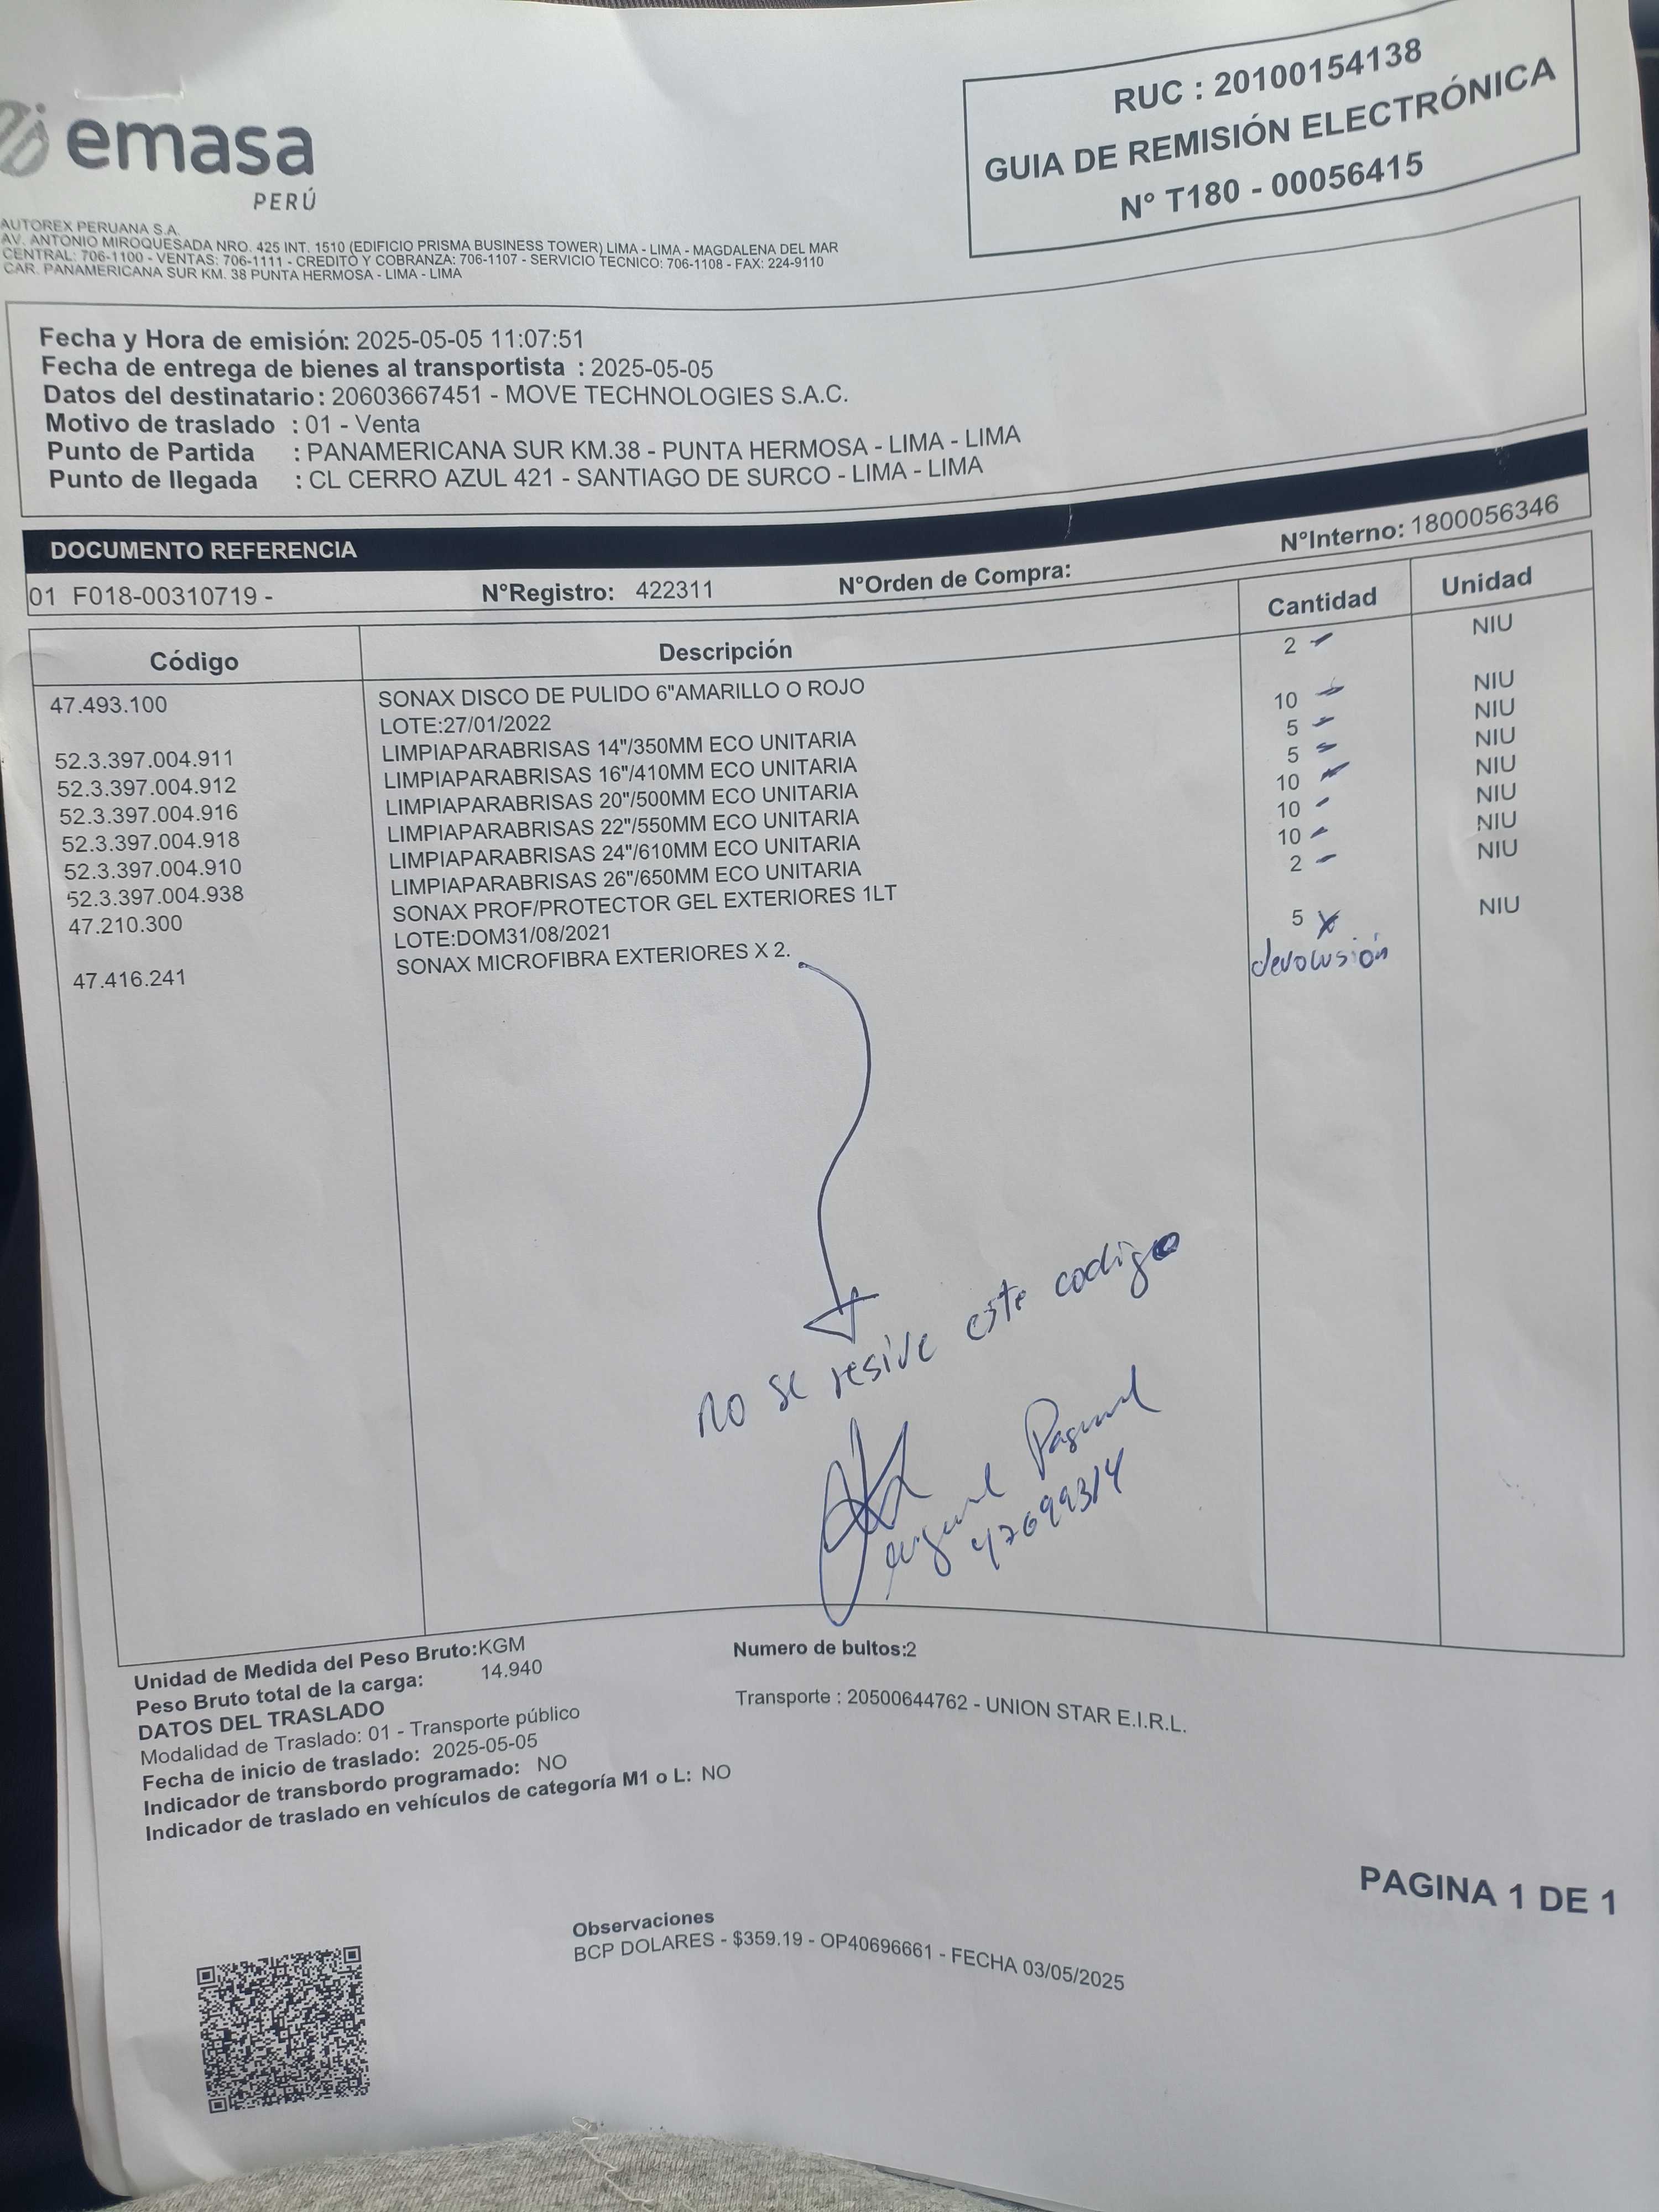 emasa
PERÚ
RUC : 20100154138
GUIA DE REMISIÓN ELECTRÓNICA
N° T180 - 00056415
AUTOREX PERUANA S.A.
AV. ANTONIO MIROQUESADA NRO. 425 INT. 1510 (EDIFICIO PRISMA BUSINESS TOWER) LIMA - LIMA - MAGDALENA DEL MAR
CENTRAL: 706-1100 - VENTAS: 706-1111 - CREDITO Y COBRANZA: 706-1107 - SERVICIO TECNICO: 706-1108 - FAX: 224-9110
CAR. PANAMERICANA SUR KM. 38 PUNTA HERMOSA - LIMA - LIMA
Fecha y Hora de emisión: 2025-05-05 11:07:51
Fecha de entrega de bienes al transportista : 2025-05-05
Datos del destinatario: 20603667451 - MOVE TECHNOLOGIES S.A.C.
Motivo de traslado : 01 - Venta
Punto de Partida : PANAMERICANA SUR KM.38 - PUNTA HERMOSA - LIMA - LIMA
Punto de llegada : CL CERRO AZUL 421 - SANTIAGO DE SURCO - LIMA - LIMA
DOCUMENTO REFERENCIA
01 F018-00310719 - N°Registro: 422311 N°Orden de Compra: N°Interno: 1800056346
Código Descripción Cantidad Unidad
47.493.100 SONAX DISCO DE PULIDO 6"AMARILLO O ROJO 2 NIU
LOTE:27/01/2022
52.3.397.004.911 LIMPIAPARABRISAS 14"/350MM ECO UNITARIA 10 NIU
52.3.397.004.912 LIMPIAPARABRISAS 16"/410MM ECO UNITARIA 5 NIU
52.3.397.004.916 LIMPIAPARABRISAS 20"/500MM ECO UNITARIA 5 NIU
52.3.397.004.918 LIMPIAPARABRISAS 22"/550MM ECO UNITARIA 10 NIU
52.3.397.004.910 LIMPIAPARABRISAS 24"/610MM ECO UNITARIA 10 NIU
52.3.397.004.938 LIMPIAPARABRISAS 26"/650MM ECO UNITARIA 10 NIU
47.210.300 SONAX PROF/PROTECTOR GEL EXTERIORES 1LT 2 NIU
LOTE:DOM31/08/2021
47.416.241 SONAX MICROFIBRA EXTERIORES X 2. 5 NIU
devolusión
no se resive este codigo
Pascual
47699314
Unidad de Medida del Peso Bruto:KGM Numero de bultos:2
Peso Bruto total de la carga: 14.940
DATOS DEL TRASLADO Transporte : 20500644762 - UNION STAR E.I.R.L.
Modalidad de Traslado: 01 - Transporte público
Fecha de inicio de traslado: 2025-05-05
Indicador de transbordo programado: NO
Indicador de traslado en vehículos de categoría M1 o L: NO
PAGINA 1 DE 1
Observaciones
BCP DOLARES - $359.19 - OP40696661 - FECHA 03/05/2025